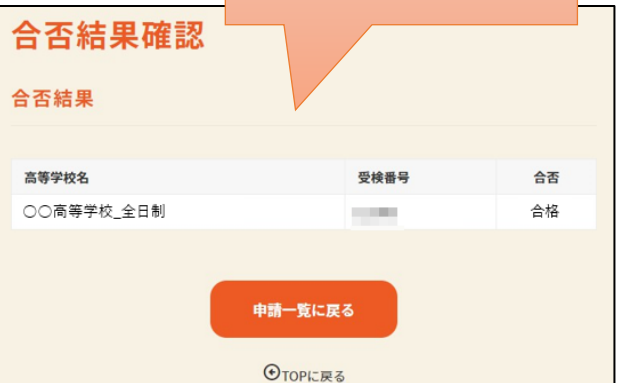 合否結果確認
合否結果
高等学校名 受検番号 合否
○○高等学校_全日制 合格
申請一覧に戻る
TOPに戻る